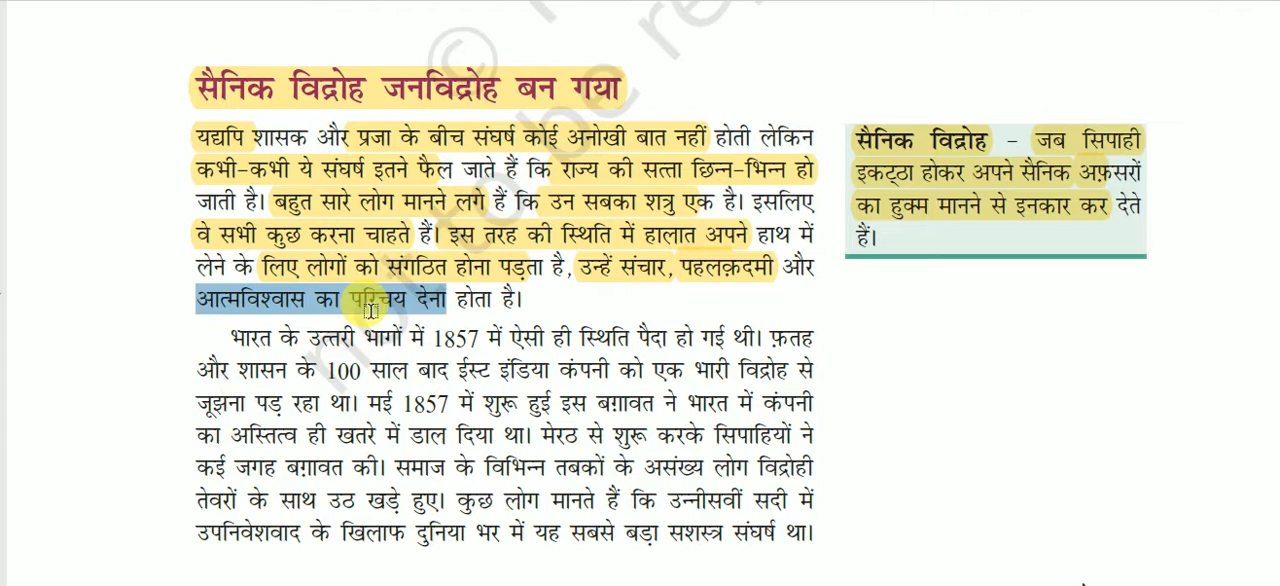 सैनिक विद्रोह जनविद्रोह बन गया
यद्यपि शासक और प्रजा के बीच संघर्ष कोई अनोखी बात नहीं होती लेकिन
कभी-कभी ये संघर्ष इतने फैल जाते हैं कि राज्य की सत्ता छिन्न-भिन्न हो
जाती है। बहुत सारे लोग मानने लगे हैं कि उन सबका शत्रु एक है। इसलिए
वे सभी कुछ करना चाहते हैं। इस तरह की स्थिति में हालात अपने हाथ में
लेने के लिए लोगों को संगठित होना पड़ता है, उन्हें संचार, पहलक़दमी और
आत्मविश्वास का परिचय देना होता है।
भारत के उत्तरी भागों में 1857 में ऐसी ही स्थिति पैदा हो गई थी। फ़तह
और शासन के 100 साल बाद ईस्ट इंडिया कंपनी को एक भारी विद्रोह से
जूझना पड़ रहा था। मई 1857 में शुरू हुई इस बग़ावत ने भारत में कंपनी
का अस्तित्व ही खतरे में डाल दिया था। मेरठ से शुरू करके सिपाहियों ने
कई जगह बग़ावत की। समाज के विभिन्न तबकों के असंख्य लोग विद्रोही
तेवरों के साथ उठ खड़े हुए। कुछ लोग मानते हैं कि उन्नीसवीं सदी में
उपनिवेशवाद के खिलाफ दुनिया भर में यह सबसे बड़ा सशस्त्र संघर्ष था।
सैनिक विद्रोह – जब सिपाही
इकट्ठा होकर अपने सैनिक अफ़सरों
का हुक्म मानने से इनकार कर देते
हैं।
not to be re
©